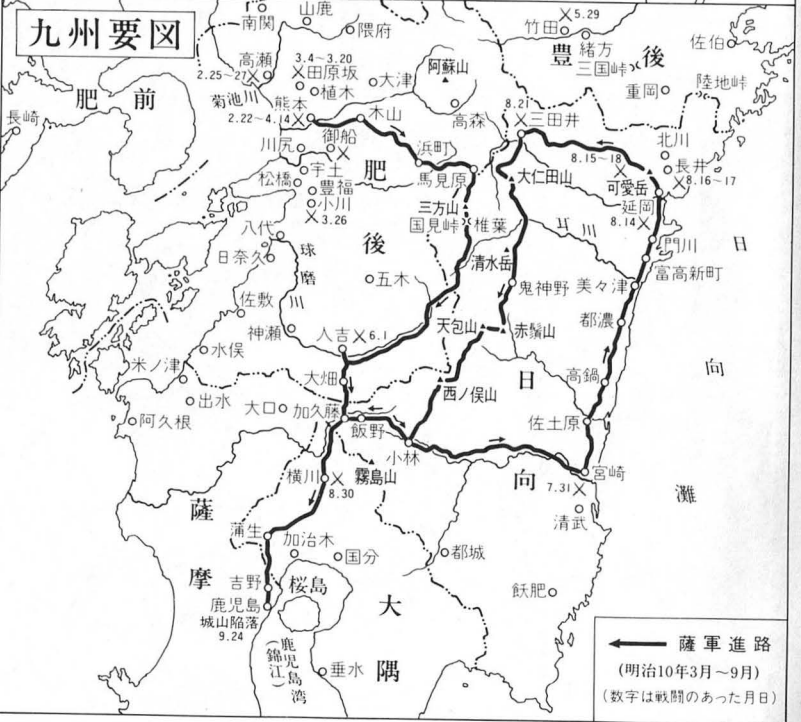 九州要図
南関
山鹿
隈府
5.29
竹田
緒方
豊後
三国峠
佐伯
重岡
陸地峠
高瀬
2.25~27
3.4~3.20
田原坂
植木
大津
阿蘇山
肥前
菊池川
熊本
2.22~4.14
木山
高森
8.21
三田井
長崎
川尻
御船
浜町
馬見原
大仁田山
8.15~18
可愛岳
北川
長井
8.16~17
延岡
8.14
宇土
松橋
豊福
小川
3.26
肥後
三方山
国見峠
椎葉
耳川
門川
富高新町
日向灘
八代
日奈久
球磨川
五木
清水岳
鬼神野
美々津
佐敷
神瀬
人吉
6.1
天包山
赤鬚山
都濃
水俣
米ノ津
大畑
西ノ俣山
日向
高鍋
出水
大口
加久藤
飯野
阿久根
小林
佐土原
宮崎
7.31
清武
横川
8.30
霧島山
薩摩
蒲生
加治木
国分
都城
吉野
鹿児島
城山陥落
9.24
桜島
大隅
飫肥
鹿児島湾
(錦江)
垂水
薩軍進路
(明治10年3月~9月)
(数字は戦闘のあった月日)